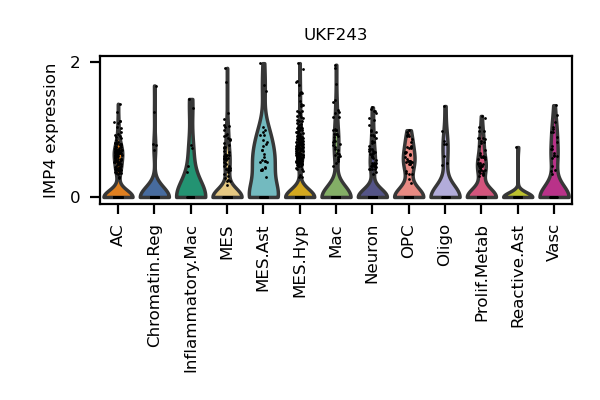 UKF243
IMP4 expression
2
0
AC
Chromatin.Reg
Inflammatory.Mac
MES
MES.Ast
MES.Hyp
Mac
Neuron
OPC
Oligo
Prolif.Metab
Reactive.Ast
Vasc